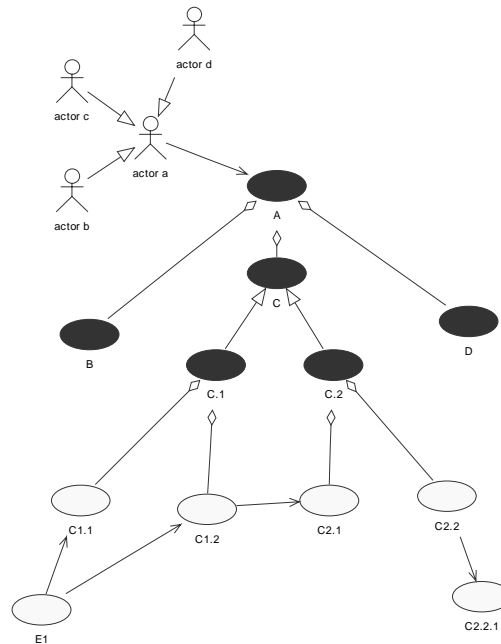 actor d
actor c
actor a
A
actor b
C
B
D
C.1
C.2
C1.1
C1.2
C2.1
C2.2
E1
C2.2.1